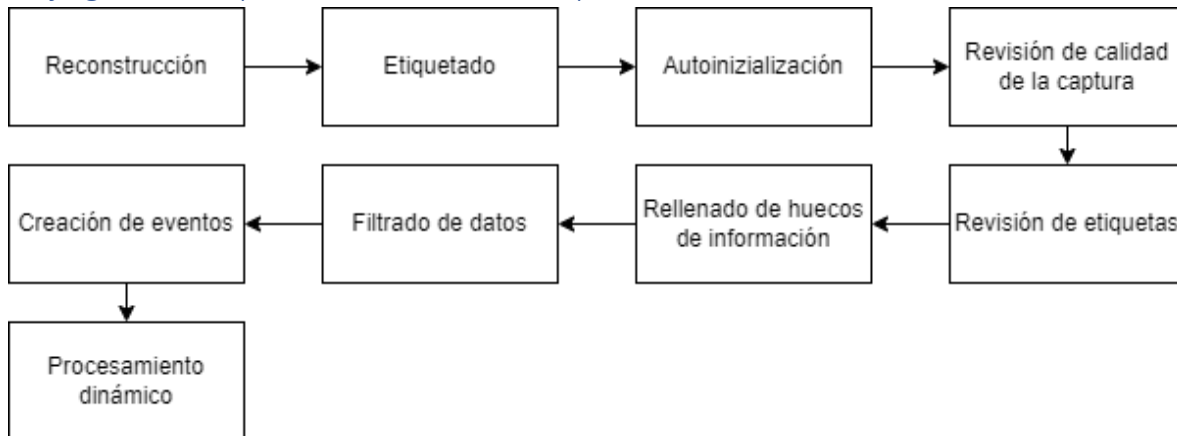 Reconstrucción
Etiquetado
Autoinizialización
Revisión de calidad
de la captura
Revisión de etiquetas
Rellenado de huecos
de información
Filtrado de datos
Creación de eventos
Procesamiento
dinámico